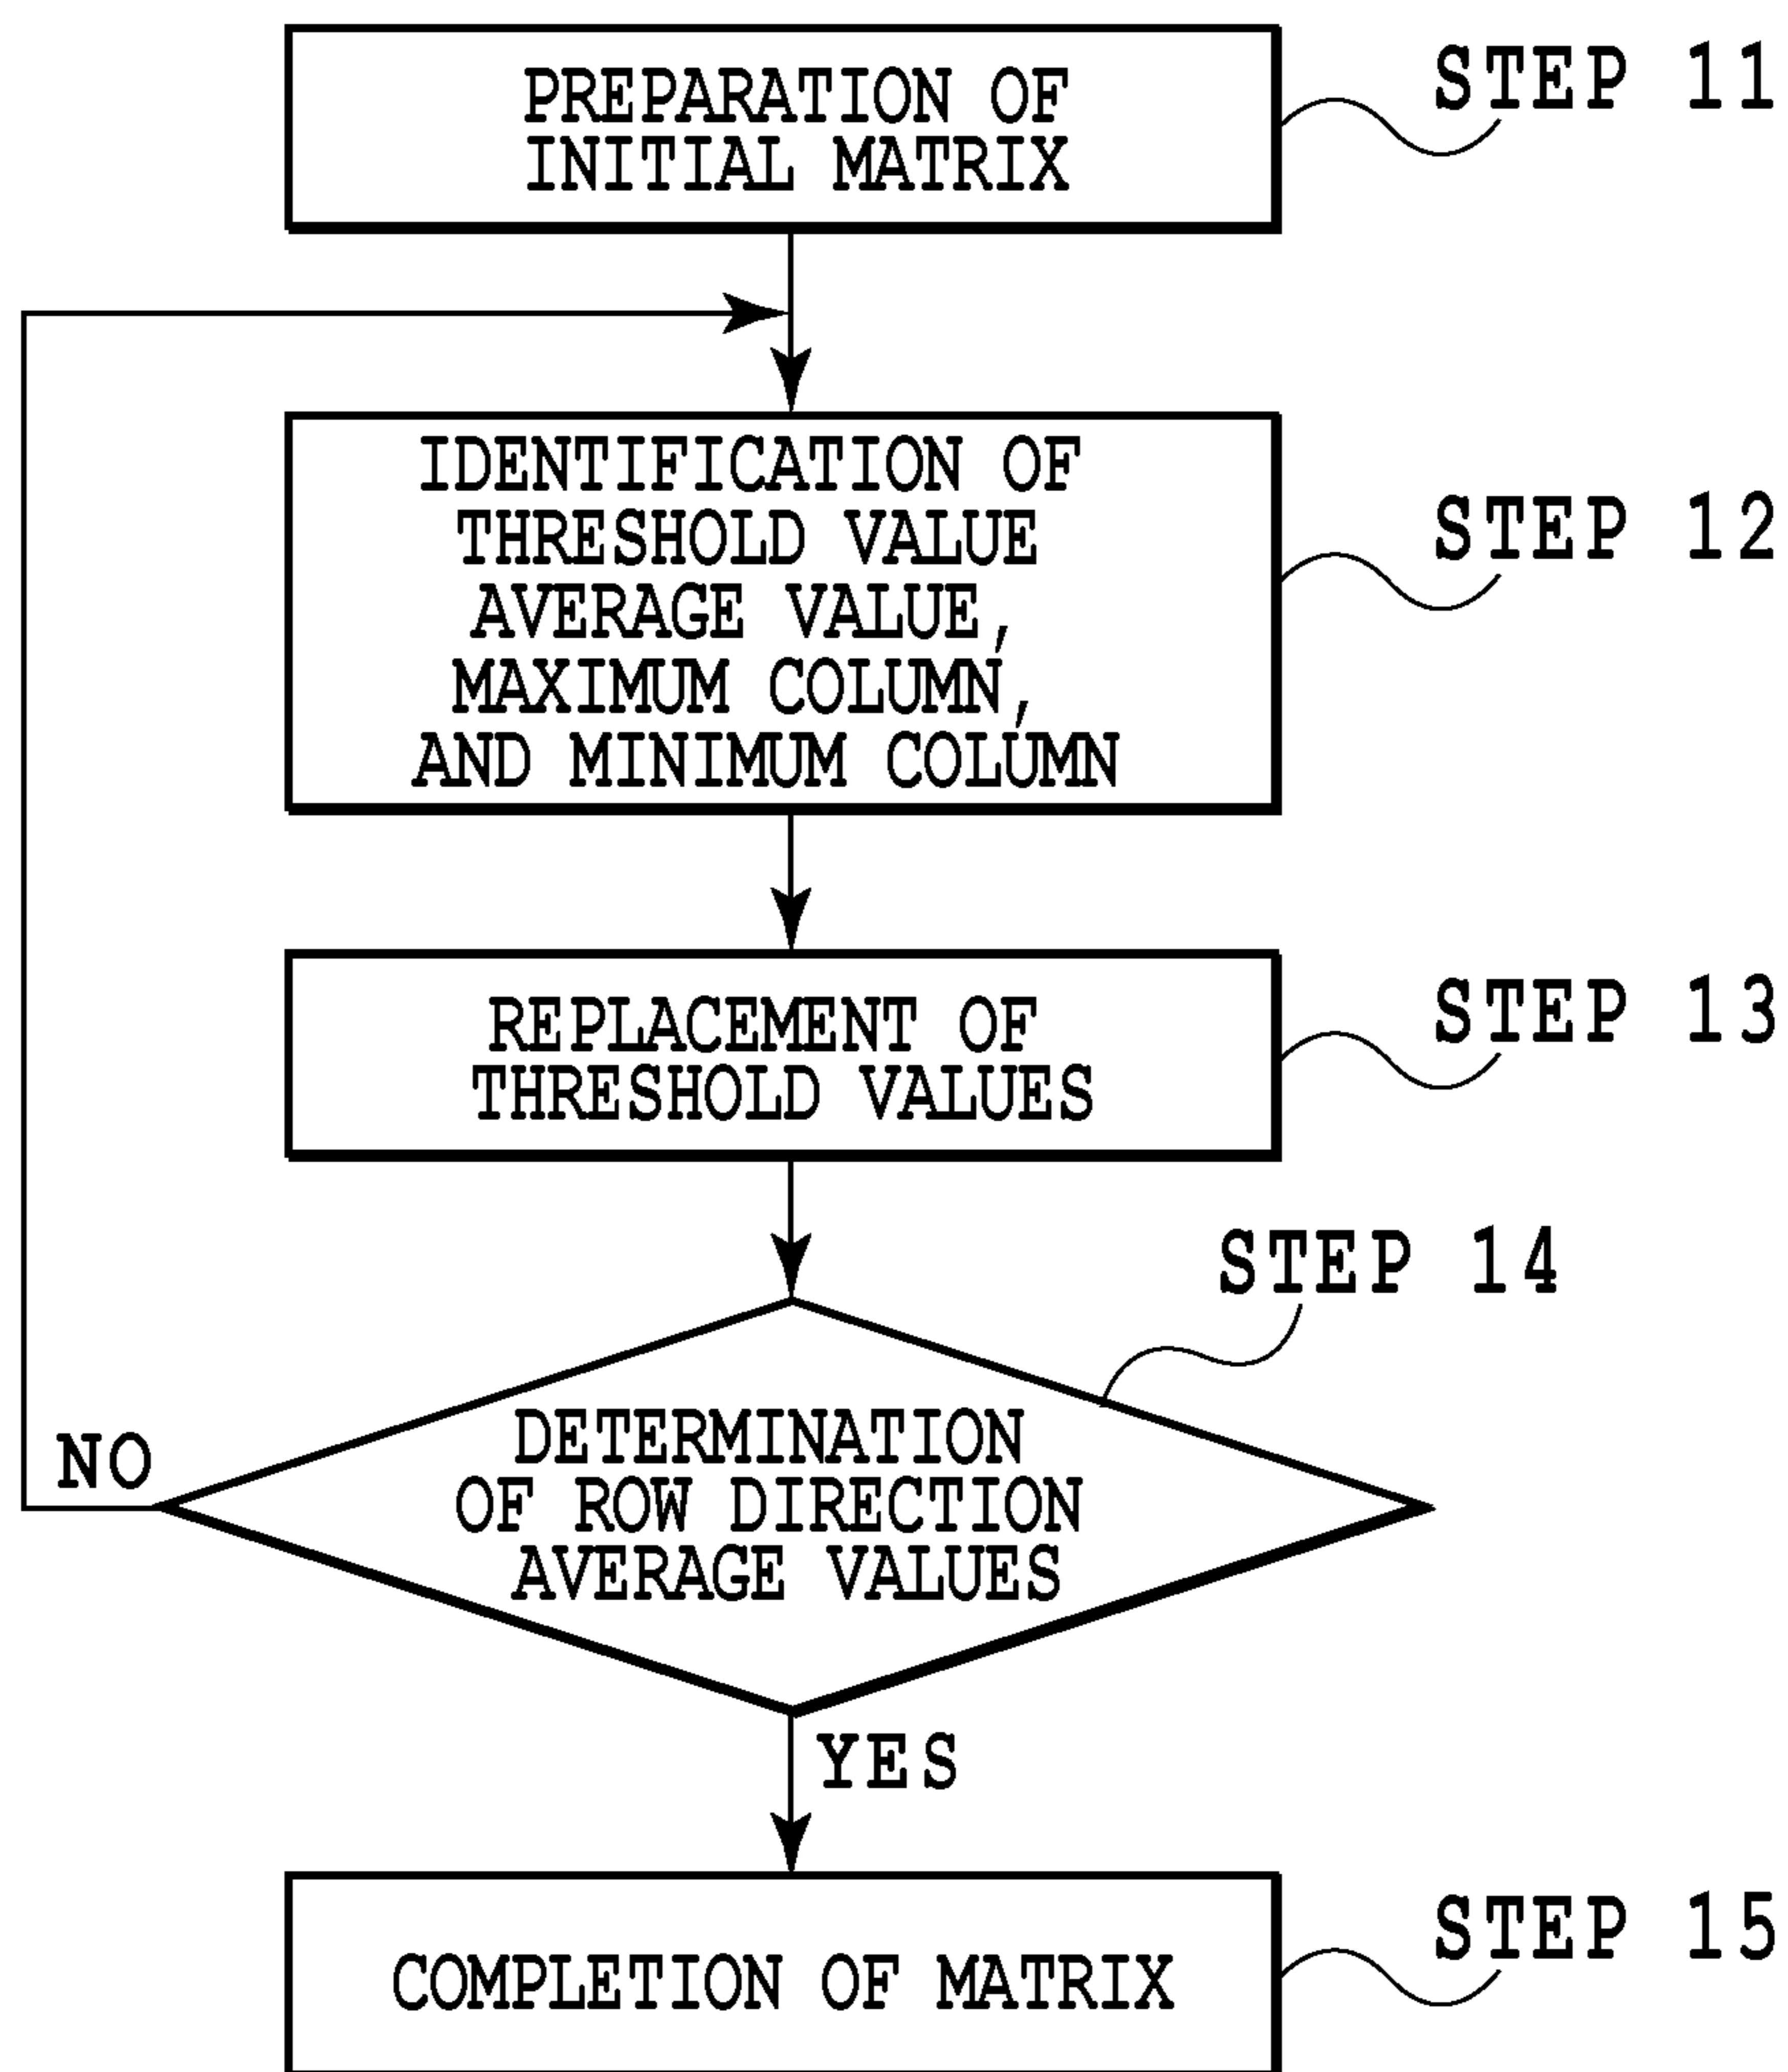 PREPARATION OF
INITIAL MATRIX
STEP 11
IDENTIFICATION OF
THRESHOLD VALUE
AVERAGE VALUE,
MAXIMUM COLUMN,
AND MINIMUM COLUMN
STEP 12
REPLACEMENT OF
THRESHOLD VALUES
STEP 13
STEP 14
DETERMINATION
OF ROW DIRECTION
AVERAGE VALUES
NO
YES
COMPLETION OF MATRIX
STEP 15